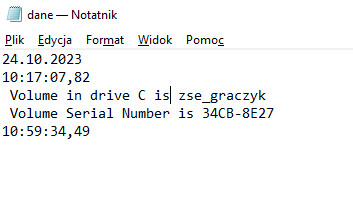 dane — Notatnik
Plik Edycja Format Widok Pomoc
24.10.2023
10:17:07,82
 Volume in drive C is zse_graczyk
 Volume Serial Number is 34CB-8E27
10:59:34,49